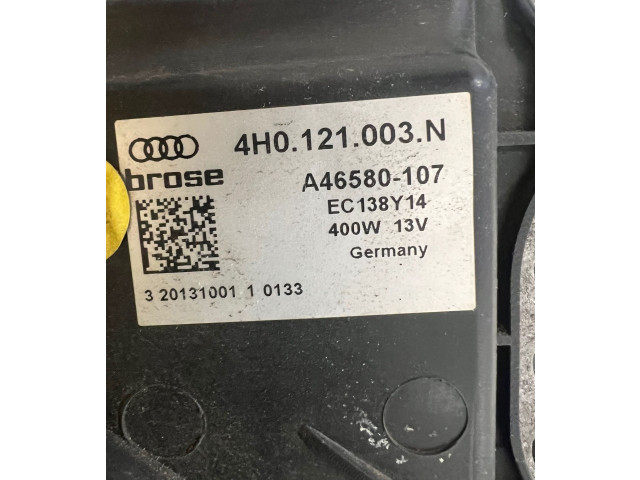 4H0.121.003.N
brose
A46580-107
EC138Y14
400W 13V
Germany
3 20131001 1 0133